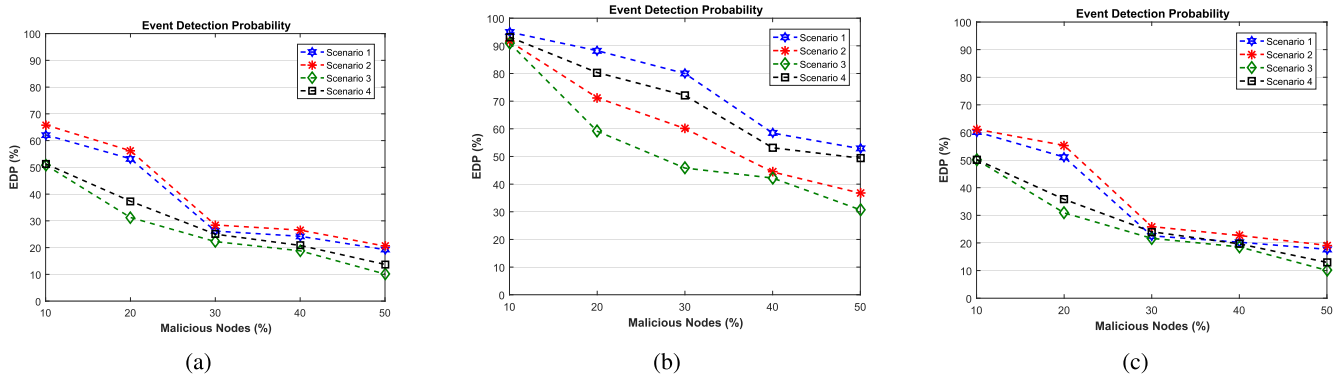 Event Detection Probability
100
90
80
70
60
50
40
30
20
10
0
EDP (%)
Scenario 1
Scenario 2
Scenario 3
Scenario 4
10 20 30 40 50
Malicious Nodes (%)
(a)
Event Detection Probability
100
90
80
70
60
50
40
30
20
10
0
EDP (%)
Scenario 1
Scenario 2
Scenario 3
Scenario 4
10 20 30 40 50
Malicious Nodes (%)
(b)
Event Detection Probability
100
90
80
70
60
50
40
30
20
10
0
EDP (%)
Scenario 1
Scenario 2
Scenario 3
Scenario 4
10 20 30 40 50
Malicious Nodes (%)
(c)